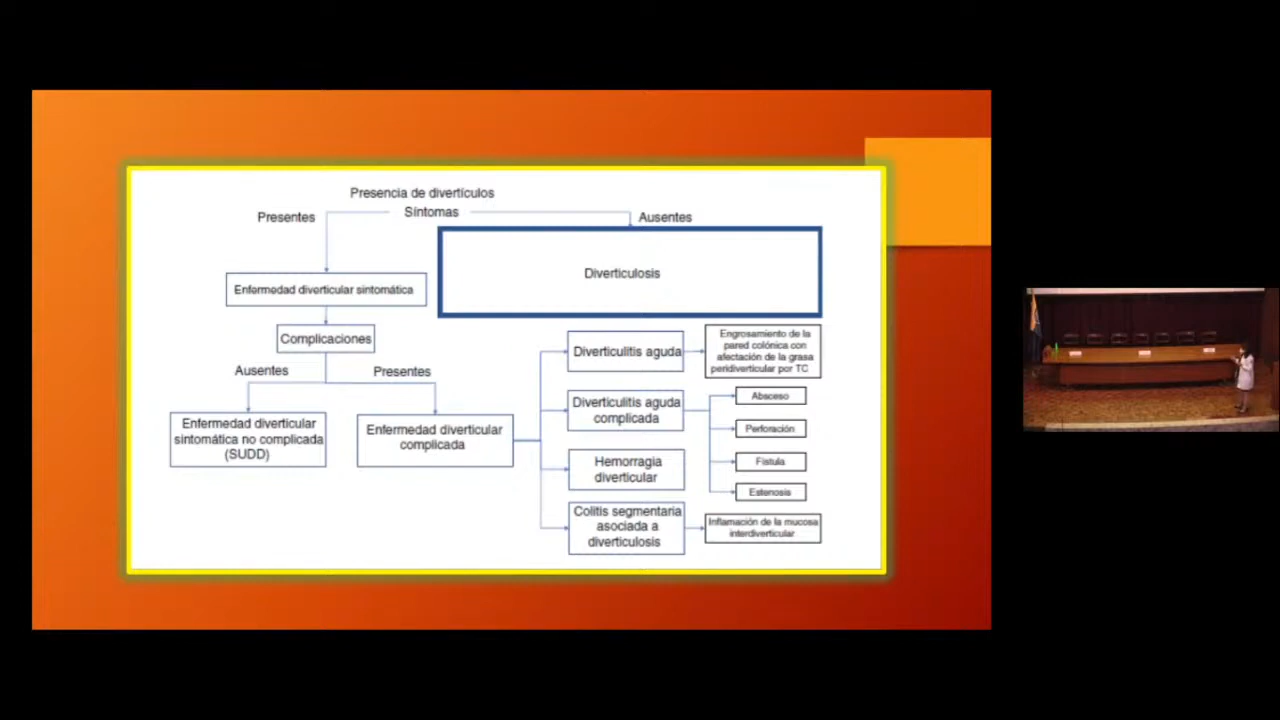 Presencia de divertículos
Síntomas
Presentes
Ausentes
Diverticulosis
Enfermedad diverticular sintomática
Complicaciones
Ausentes
Presentes
Enfermedad diverticular
sintomática no complicada
(SUDD)
Enfermedad diverticular
complicada
Diverticulitis aguda
Engrosamiento de la
pared colónica con
afectación de la grasa
peridiverticular por TC
Diverticulitis aguda
complicada
Absceso
Perforación
Fístula
Estenosis
Hemorragia
diverticular
Colitis segmentaria
asociada a
diverticulosis
Inflamación de la mucosa
interdiverticular